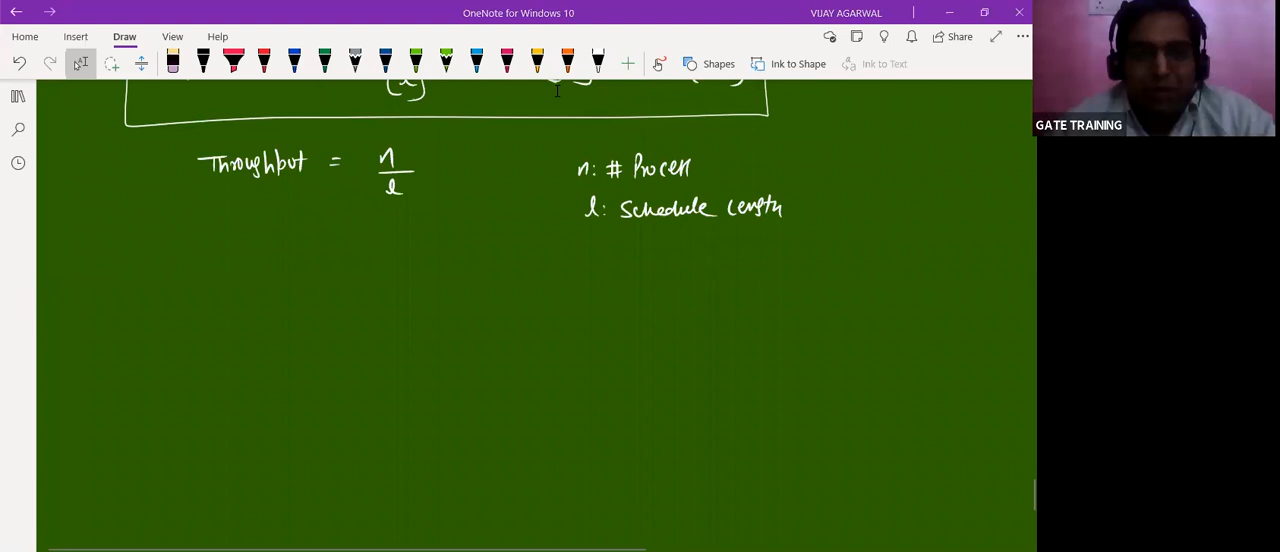 OneNote for Windows 10
VIJAY AGARWAL
Home Insert Draw View Help
Share
Shapes Ink to Shape Ink to Text
GATE TRAINING
Throughput = n / l
n: # Process
l: Schedule Length